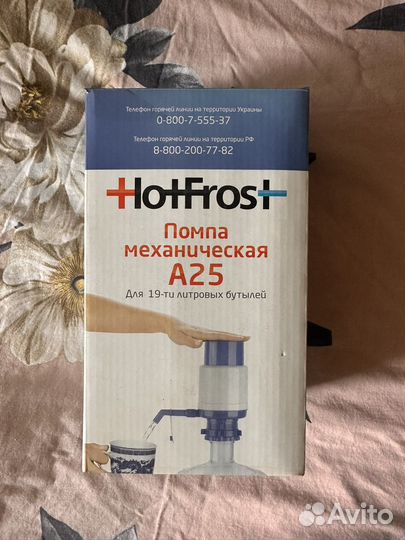 Телефон горячей линии на территории Украины
0-800-7-555-37
Телефон горячей линии на территории РФ
8-800-200-77-82
HotFrost
Помпа
механическая
А25
Для 19-ти литровых бутылей
Avito